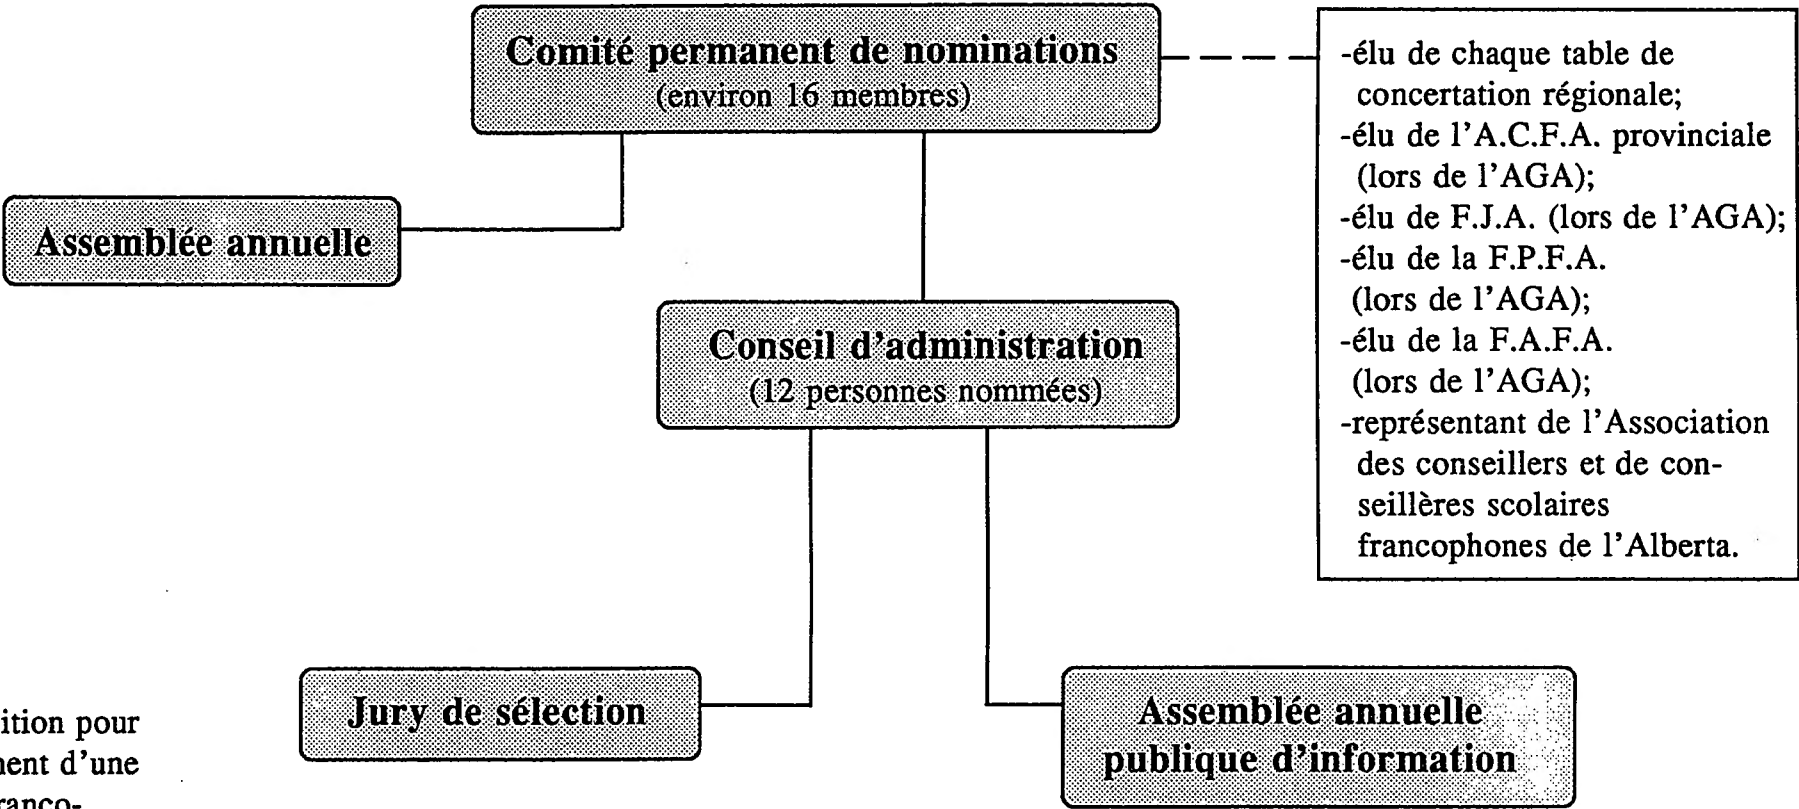 Comité permanent de nominations
(environ 16 membres)
-élu de chaque table de
concertation régionale;
-élu de l'A.C.F.A. provinciale
(lors de l'AGA);
-élu de F.J.A. (lors de l'AGA);
-élu de la F.P.F.A.
(lors de l'AGA);
-élu de la F.A.F.A.
(lors de l'AGA);
-représentant de l'Association
des conseillers et de con-
seillères scolaires
francophones de l'Alberta.
Assemblée annuelle
Conseil d'administration
(12 personnes nommées)
Jury de sélection
Assemblée annuelle
publique d'information
ition pour
nent d'une
ranco-